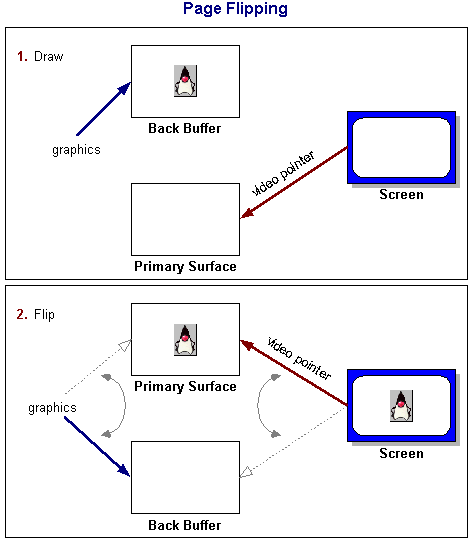 Page Flipping
1. Draw
Back Buffer
graphics
video pointer
Screen
Primary Surface
2. Flip
video pointer
Primary Surface
graphics
Screen
Back Buffer